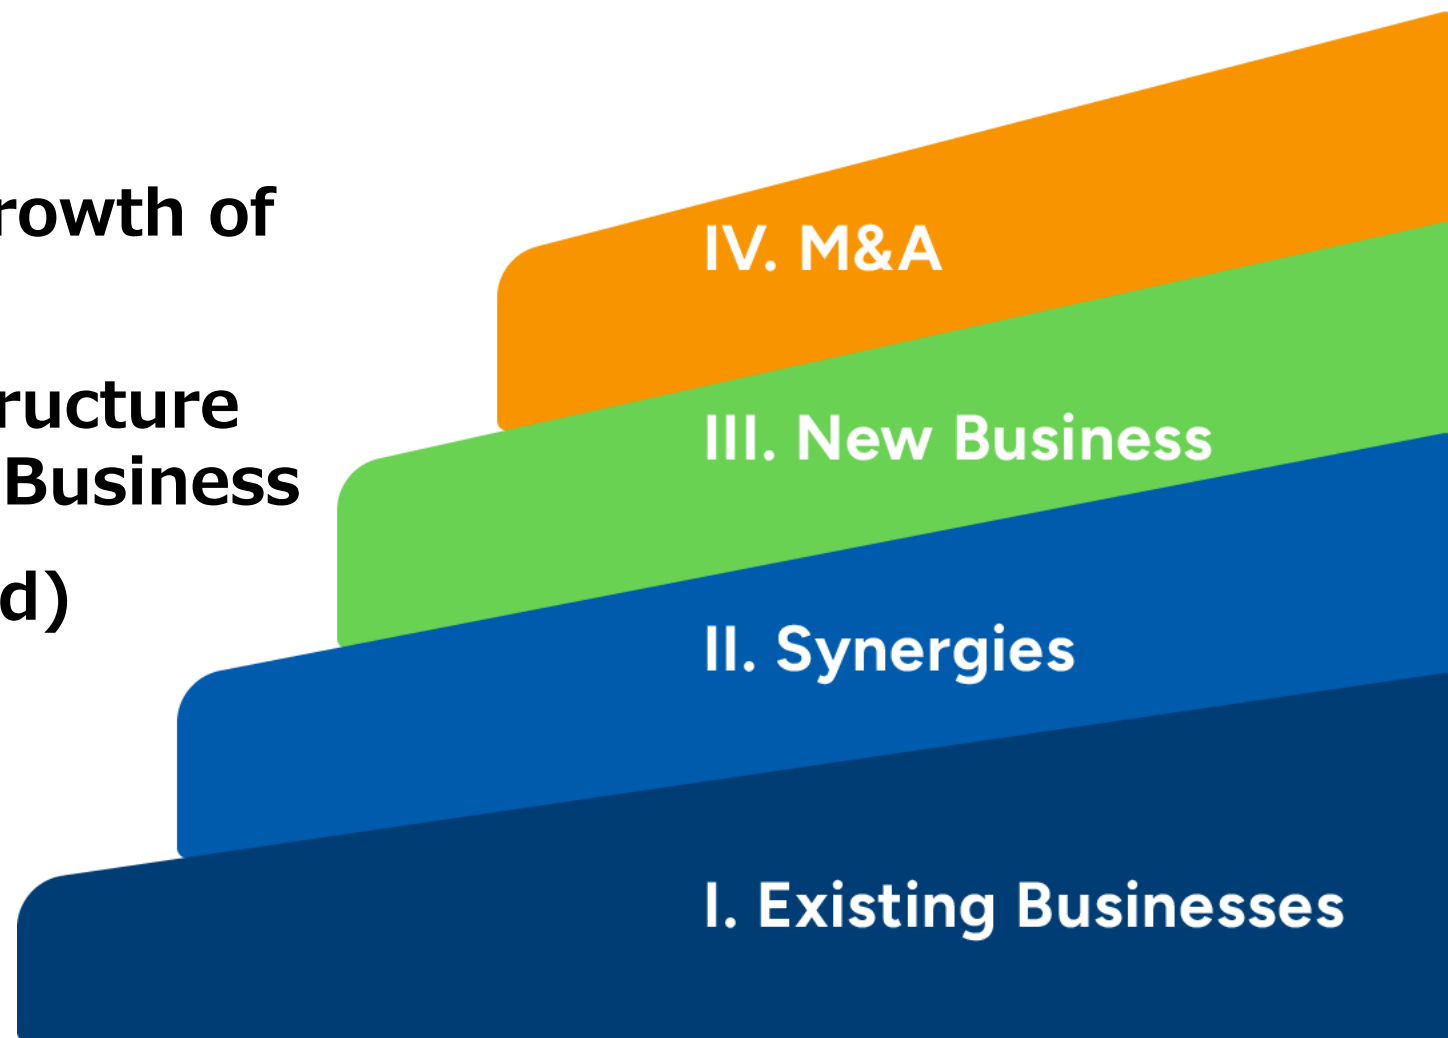 rowth of
ructure
Business
d)
IV. M&A
III. New Business
II. Synergies
I. Existing Businesses